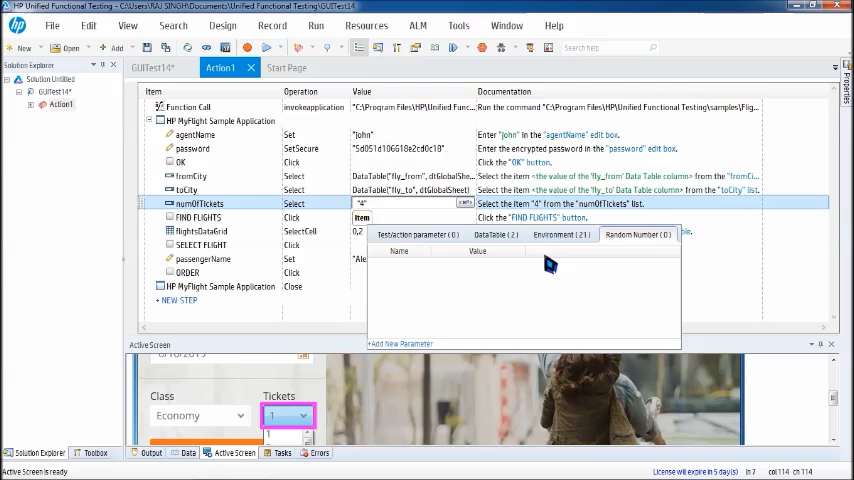 HP Unified Functional Testing - C:\Users\RAJ SINGH\Documents\Unified Functional Testing\GUITest14
hp File Edit View Search Design Record Run Resources ALM Tools Window Help
New Open Add Search help
Solution Explorer
GUITest14* Action1 Start Page
Solution Untitled
GUITest14*
Action1
Properties
Item Operation Value Documentation
Function Call invokeapplication "C:\Program Files\HP\Unified Func... Run the command "C:\Program Files\HP\Unified Functional Testing\samples\Flig...
HP MyFlight Sample Application
agentName Set "john" Enter "john" in the "agentName" edit box.
password SetSecure "5d051d106618e2cd0c18" Enter the encrypted password in the "password" edit box.
OK Click Click the "OK" button.
fromCity Select DataTable("fly_from", dtGlobalShe... Select the item <the value of the 'fly_from' Data Table column> from the "fromCi...
toCity Select DataTable("fly_to", dtGlobalSheet) Select the item <the value of the 'fly_to' Data Table column> from the "toCity" list.
numOfTickets Select "4" Select the item "4" from the "numOfTickets" list.
FIND FLIGHTS Click Item Click the "FIND FLIGHTS" button.
flightsDataGrid SelectCell 0,2
SELECT FLIGHT Click
passengerName Set "Ale
ORDER Click
HP MyFlight Sample Application Close
+ NEW STEP
Test/action parameter ( 0 ) DataTable ( 2 ) Environment ( 21 ) Random Number ( 0 )
Name Value
+Add New Parameter
Active Screen
Class Tickets
Economy 1
1
Solution Explorer Toolbox Output Data Active Screen Tasks Errors
Active Screen is ready License will expire in 5 day(s) ln 7 col 114 ch 114